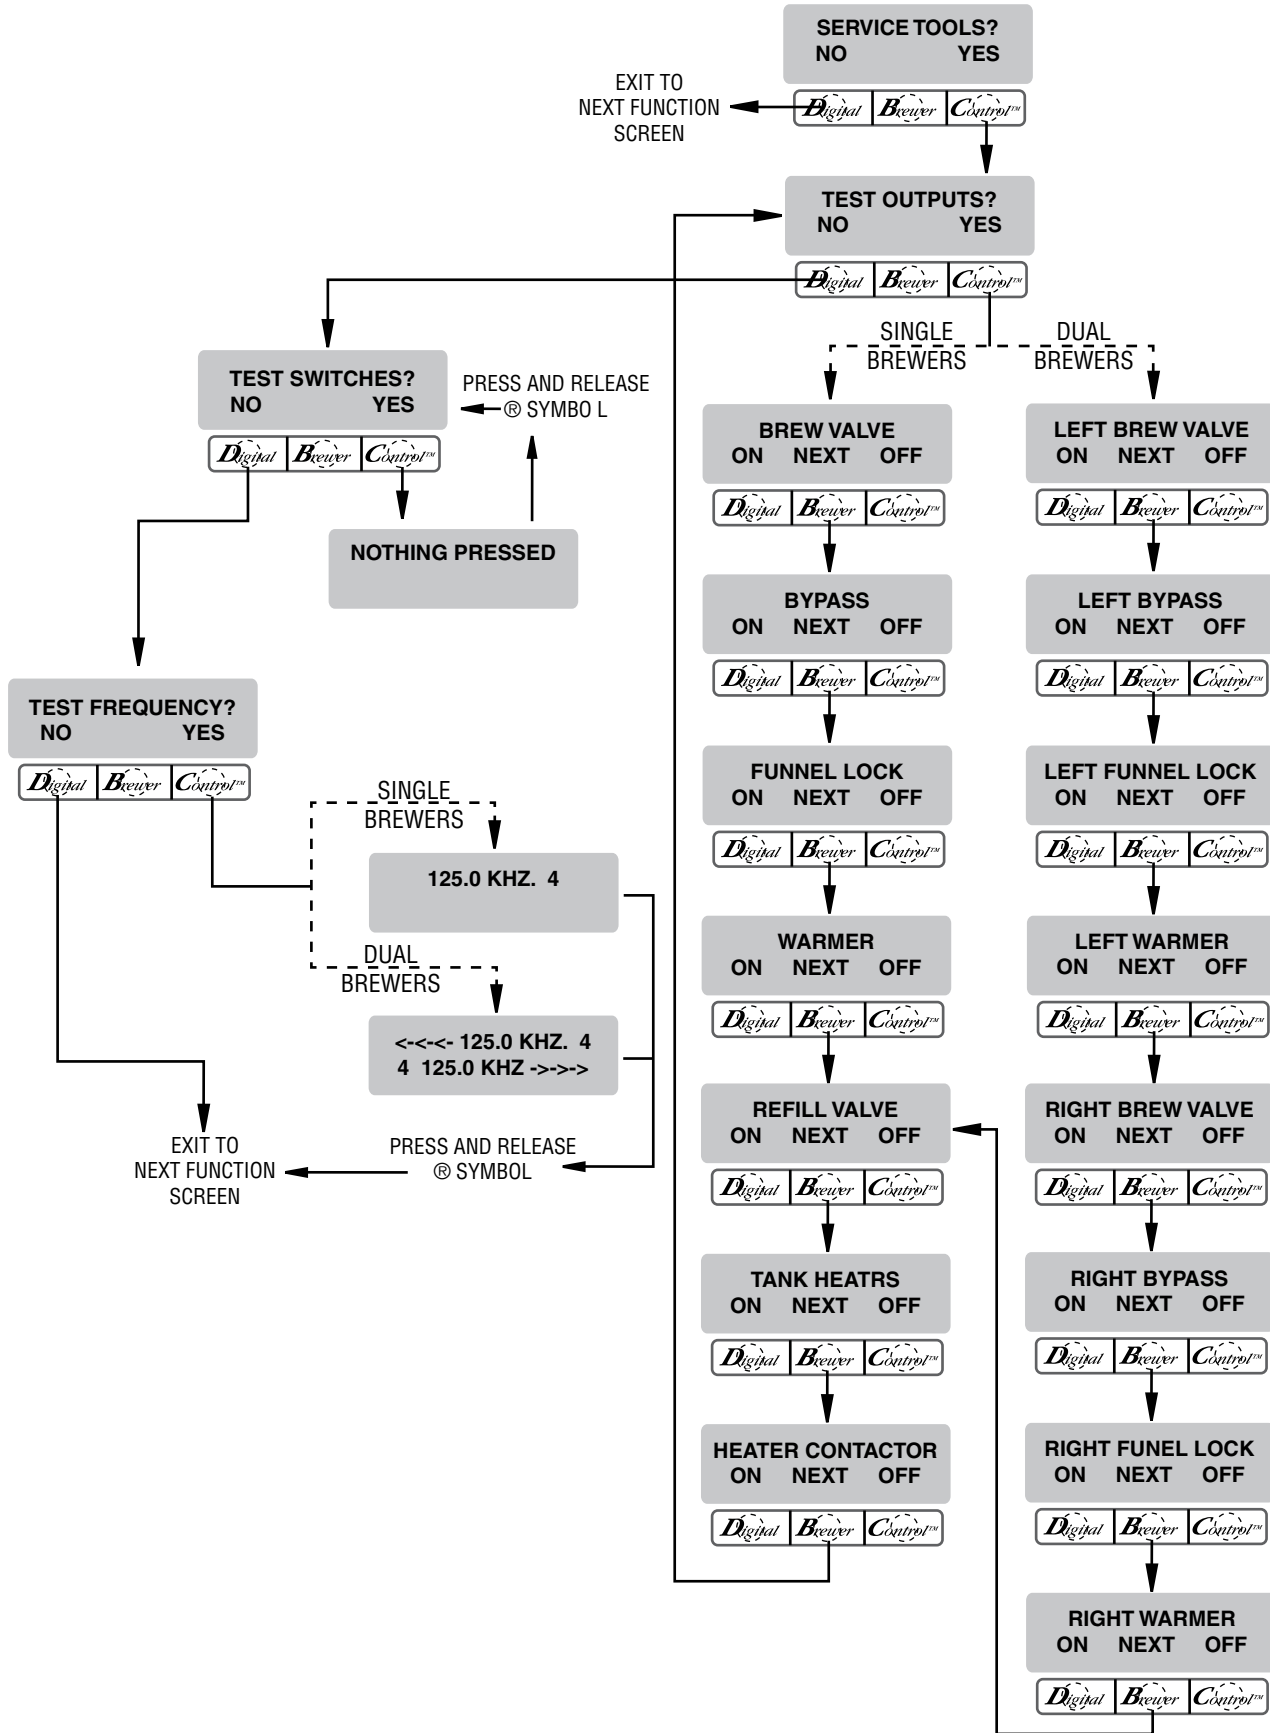 SERVICE TOOLS?
NO YES
EXIT TO
NEXT FUNCTION
SCREEN
Digital Brewer Control™
TEST OUTPUTS?
NO YES
Digital Brewer Control™
SINGLE
BREWERS
DUAL
BREWERS
TEST SWITCHES?
NO YES
PRESS AND RELEASE
® SYMBO L
Digital Brewer Control™
NOTHING PRESSED
TEST FREQUENCY?
NO YES
Digital Brewer Control™
SINGLE
BREWERS
125.0 KHZ. 4
DUAL
BREWERS
<-<-<- 125.0 KHZ. 4
4 125.0 KHZ ->->->
PRESS AND RELEASE
® SYMBOL
EXIT TO
NEXT FUNCTION
SCREEN
BREW VALVE
ON NEXT OFF
Digital Brewer Control™
BYPASS
ON NEXT OFF
Digital Brewer Control™
FUNNEL LOCK
ON NEXT OFF
Digital Brewer Control™
WARMER
ON NEXT OFF
Digital Brewer Control™
REFILL VALVE
ON NEXT OFF
Digital Brewer Control™
TANK HEATRS
ON NEXT OFF
Digital Brewer Control™
HEATER CONTACTOR
ON NEXT OFF
Digital Brewer Control™
LEFT BREW VALVE
ON NEXT OFF
Digital Brewer Control™
LEFT BYPASS
ON NEXT OFF
Digital Brewer Control™
LEFT FUNNEL LOCK
ON NEXT OFF
Digital Brewer Control™
LEFT WARMER
ON NEXT OFF
Digital Brewer Control™
RIGHT BREW VALVE
ON NEXT OFF
Digital Brewer Control™
RIGHT BYPASS
ON NEXT OFF
Digital Brewer Control™
RIGHT FUNEL LOCK
ON NEXT OFF
Digital Brewer Control™
RIGHT WARMER
ON NEXT OFF
Digital Brewer Control™